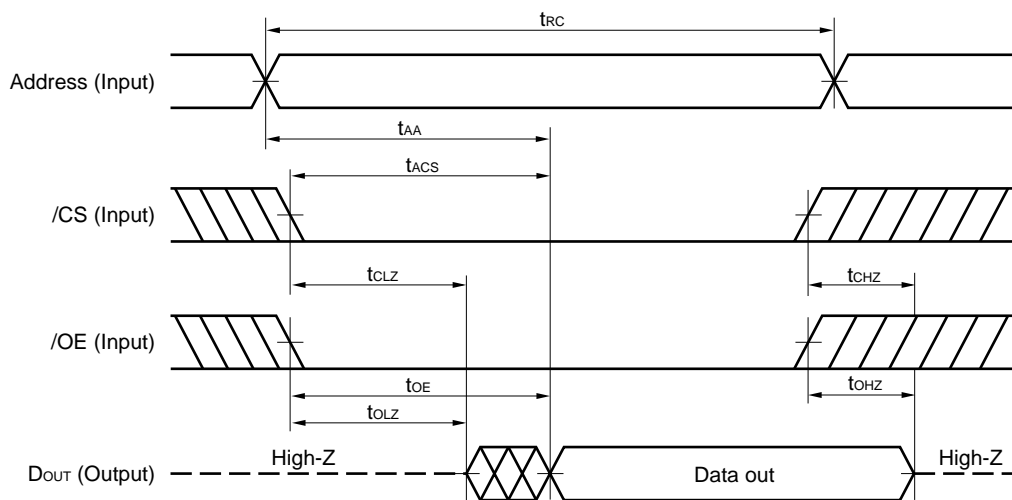 tRC
Address (Input)
tAA
tACS
/CS (Input)
tCLZ
tCHZ
/OE (Input)
tOE
tOHZ
tOLZ
High-Z
High-Z
DOUT (Output)
Data out